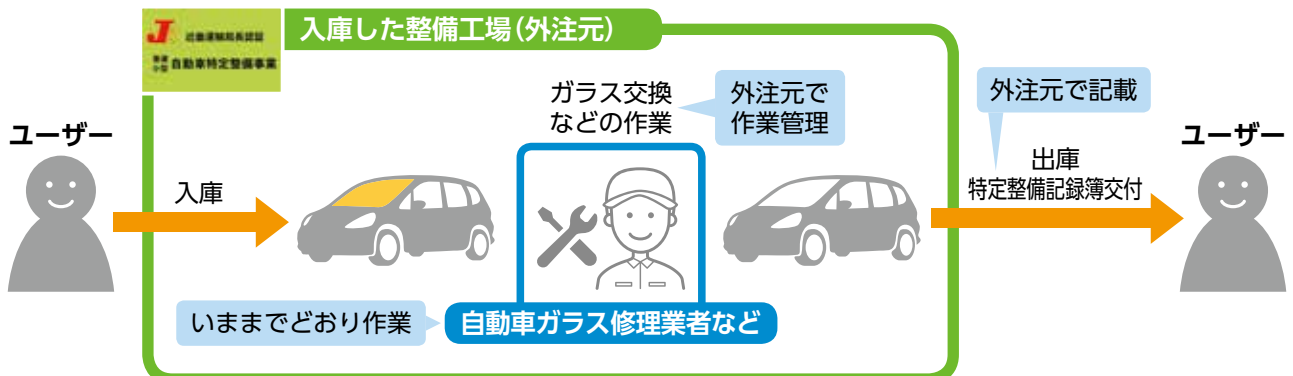 J 近畿運輸局長認証
普通
小型 自動車特定整備事業
入庫した整備工場(外注元)
ユーザー
入庫
ガラス交換
などの作業
外注元で
作業管理
いままでどおり作業
自動車ガラス修理業者など
外注元で記載
出庫
特定整備記録簿交付
ユーザー